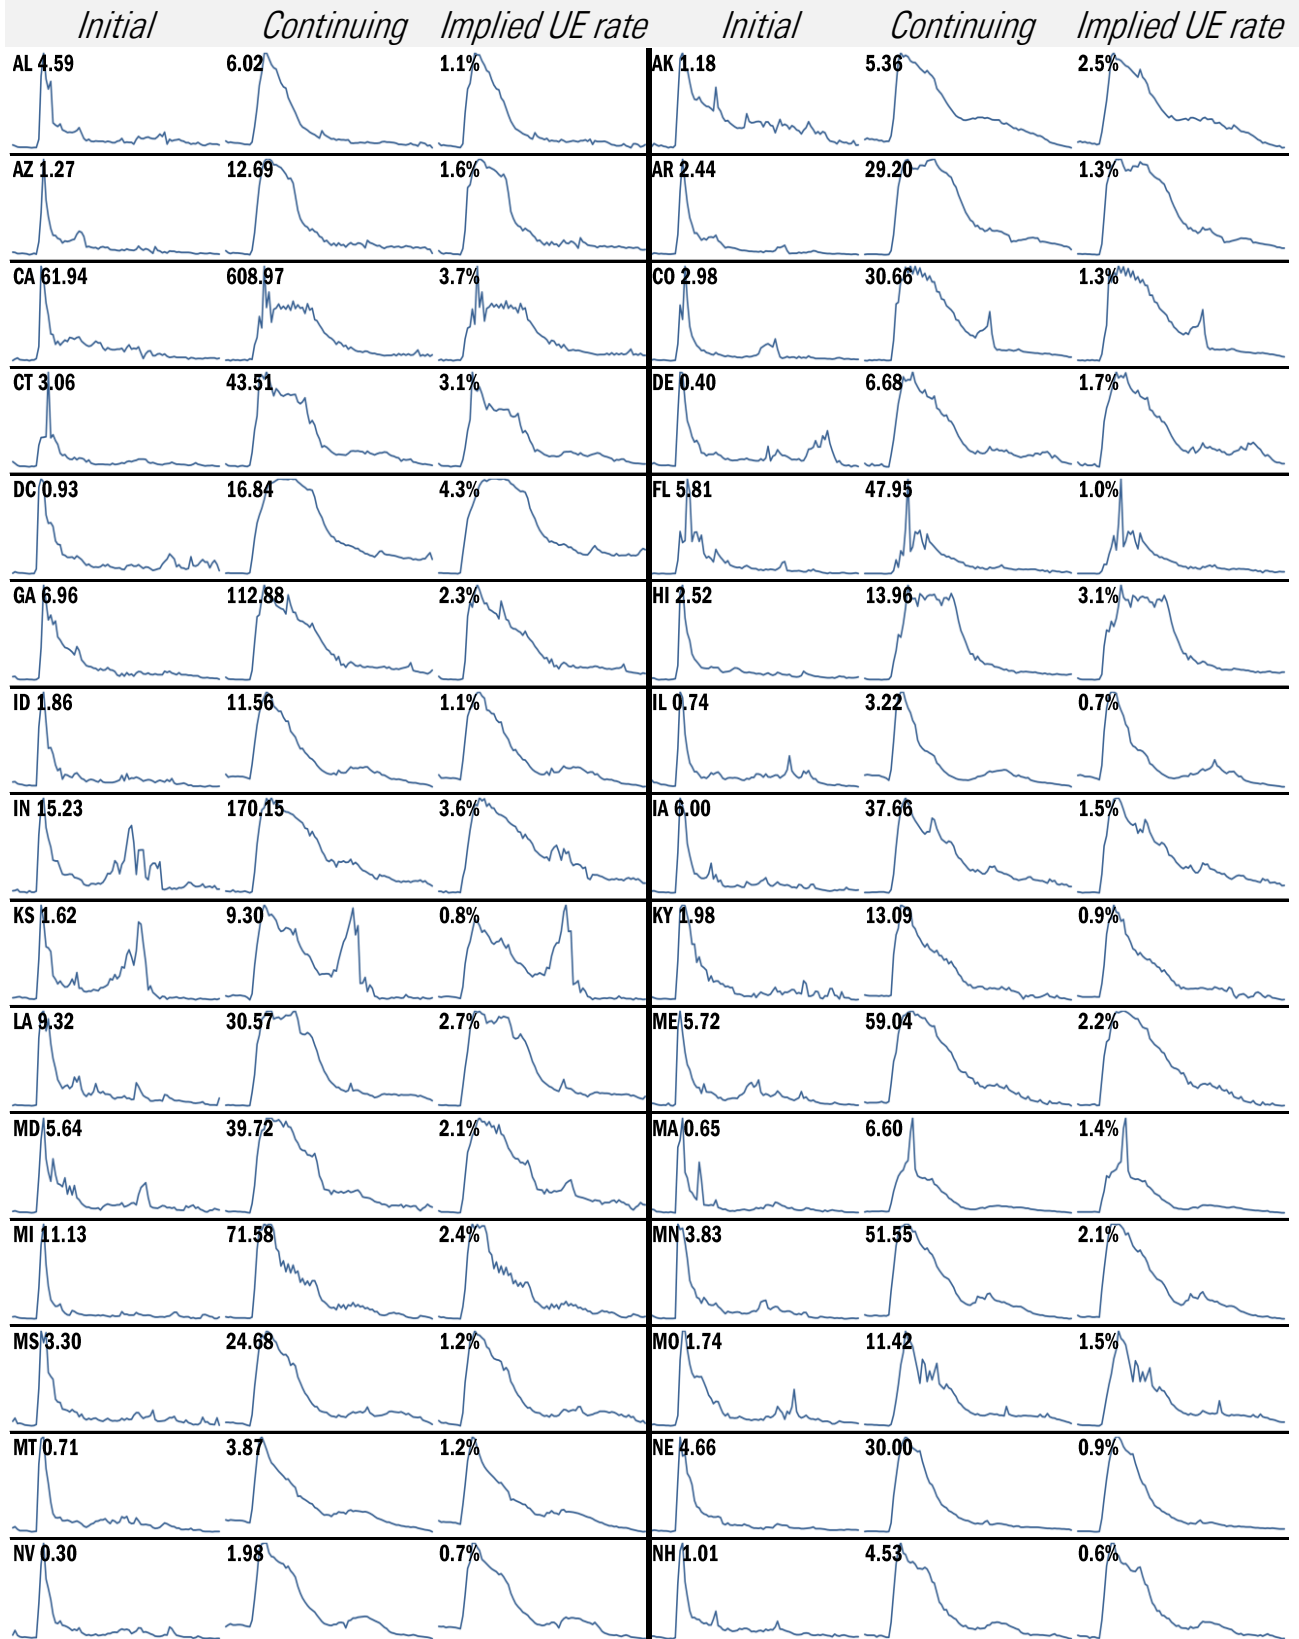 Initial Continuing Implied UE rate Initial Continuing Implied UE rate
AL 4.59 6.02 1.1% AK 1.18 5.36 2.5%
AZ 1.27 12.69 1.6% AR 2.44 29.20 1.3%
CA 61.94 608.97 3.7% CO 2.98 30.66 1.3%
CT 3.06 43.51 3.1% DE 0.40 6.68 1.7%
DC 0.93 16.84 4.3% FL 5.81 47.95 1.0%
GA 6.96 112.88 2.3% HI 2.52 13.96 3.1%
ID 1.86 11.56 1.1% IL 0.74 3.22 0.7%
IN 15.23 170.15 3.6% IA 6.00 37.66 1.5%
KS 1.62 9.30 0.8% KY 1.98 13.09 0.9%
LA 9.32 30.57 2.7% ME 5.72 59.04 2.2%
MD 5.64 39.72 2.1% MA 0.65 6.60 1.4%
MI 11.13 71.58 2.4% MN 3.83 51.55 2.1%
MS 3.30 24.68 1.2% MO 1.74 11.42 1.5%
MT 0.71 3.87 1.2% NE 4.66 30.00 0.9%
NV 0.30 1.98 0.7% NH 1.01 4.53 0.6%